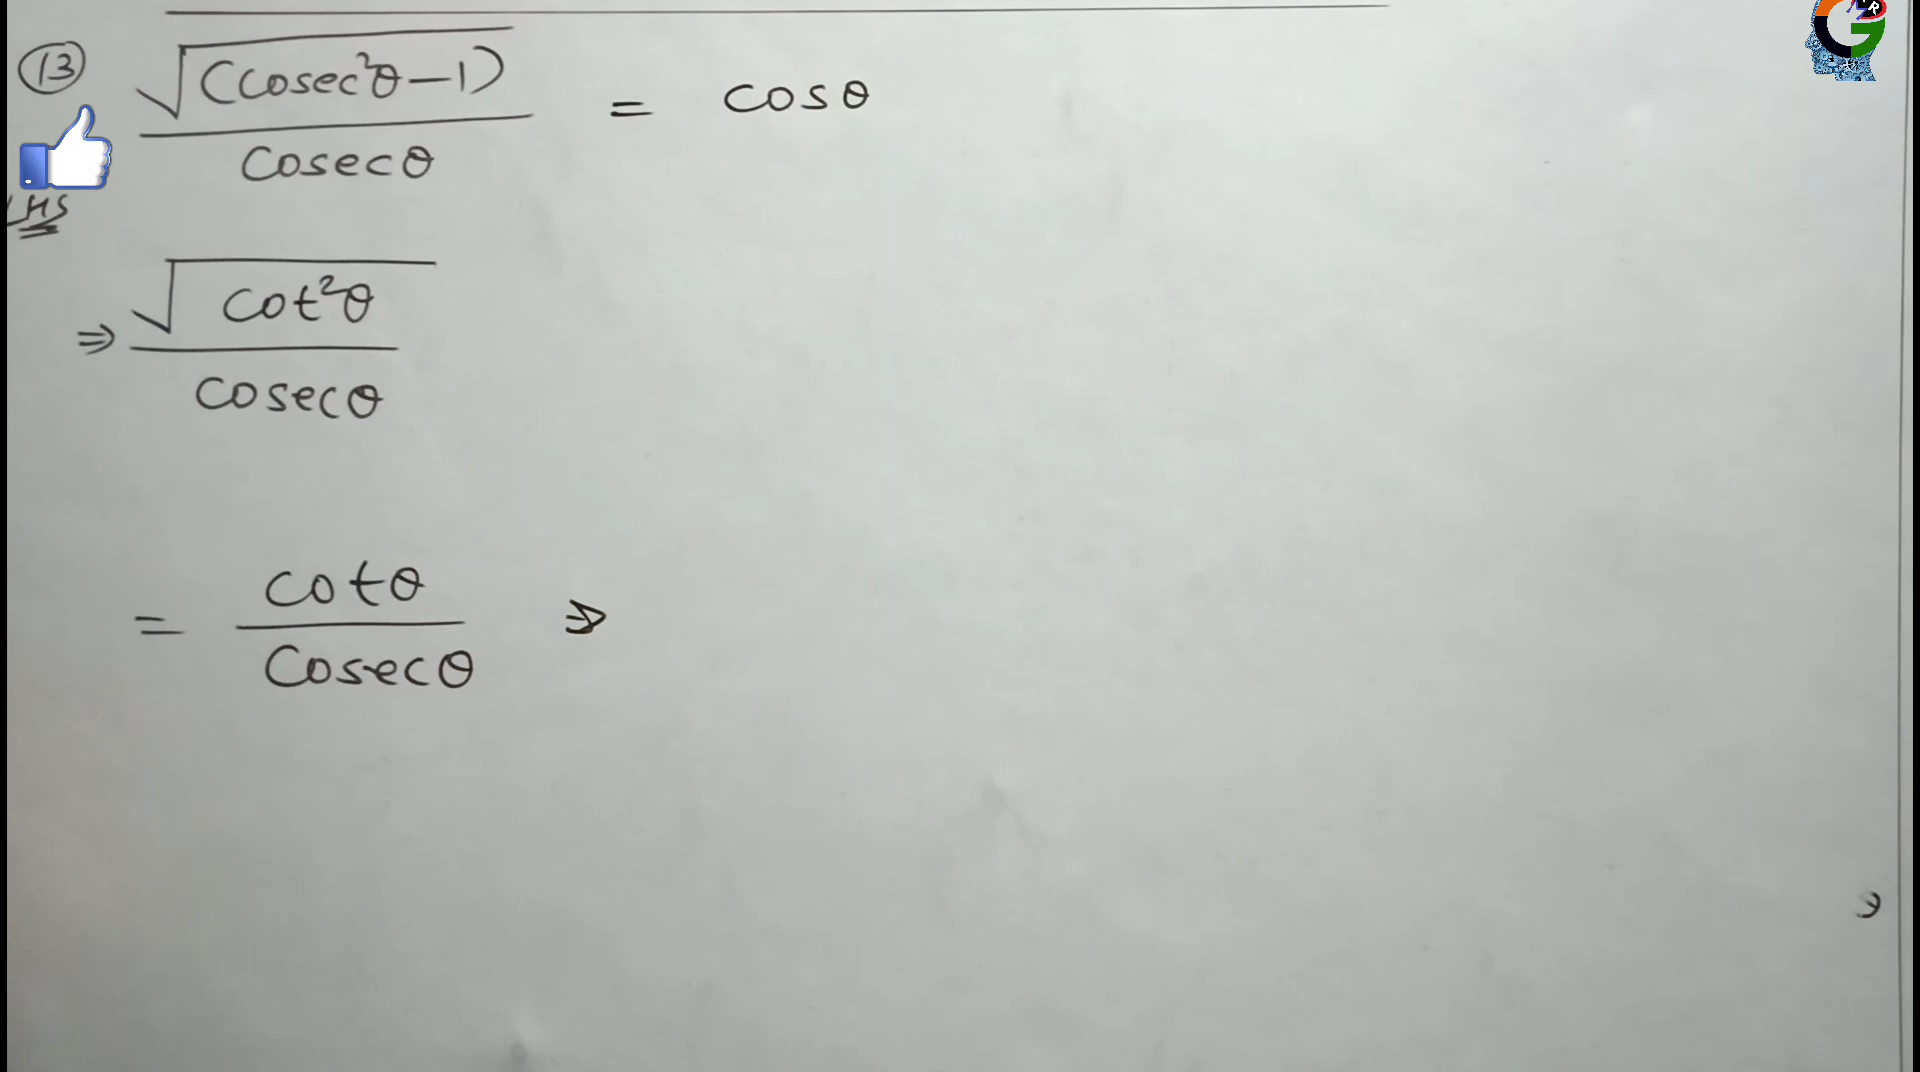 13 √(cosec²θ-1) / cosecθ = cosθ
LHS
⇒ √cot²θ / cosecθ
= cotθ / cosecθ ⇒